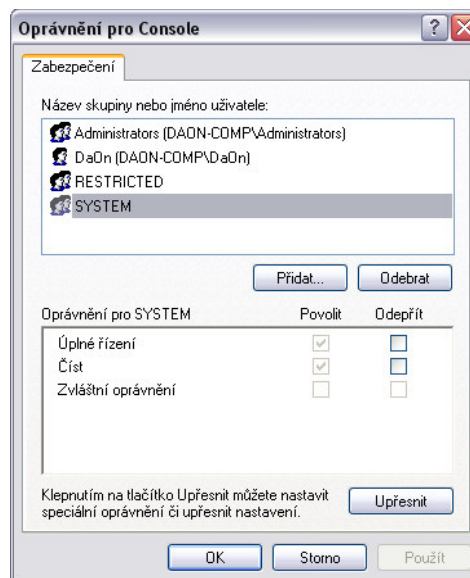 Oprávnění pro Console
Zabezpečení
Název skupiny nebo jméno uživatele:
Administrators (DAON-COMP\Administrators)
DaOn (DAON-COMP\DaOn)
RESTRICTED
SYSTEM
Přidat... Odebrat
Oprávnění pro SYSTEM Povolit Odepřít
Úplné řízení
Číst
Zvláštní oprávnění
Klepnutím na tlačítko Upřesnit můžete nastavit
speciální oprávnění či upřesnit nastavení. Upřesnit
OK Storno Použít